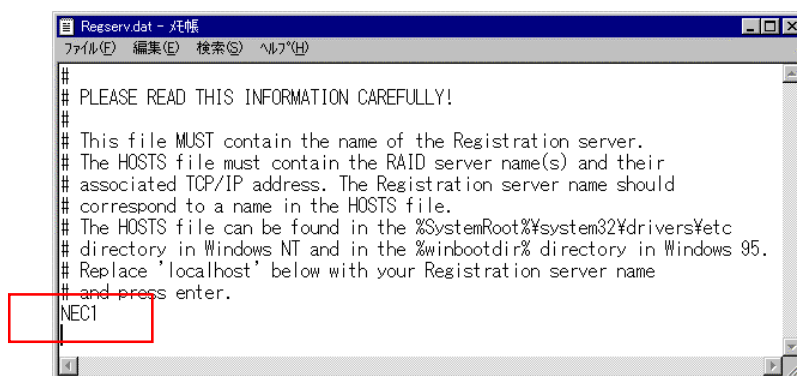 Regserv.dat - ﾒﾓ帳
ﾌｧｲﾙ(F) 編集(E) 検索(S) ﾍﾙﾌﾟ(H)
#
# PLEASE READ THIS INFORMATION CAREFULLY!
#
# This file MUST contain the name of the Registration server.
# The HOSTS file must contain the RAID server name(s) and their
# associated TCP/IP address. The Registration server name should
# correspond to a name in the HOSTS file.
# The HOSTS file can be found in the %SystemRoot%¥system32¥drivers¥etc
# directory in Windows NT and in the %winbootdir% directory in Windows 95.
# Replace 'localhost' below with your Registration server name
# and press enter.
NEC1